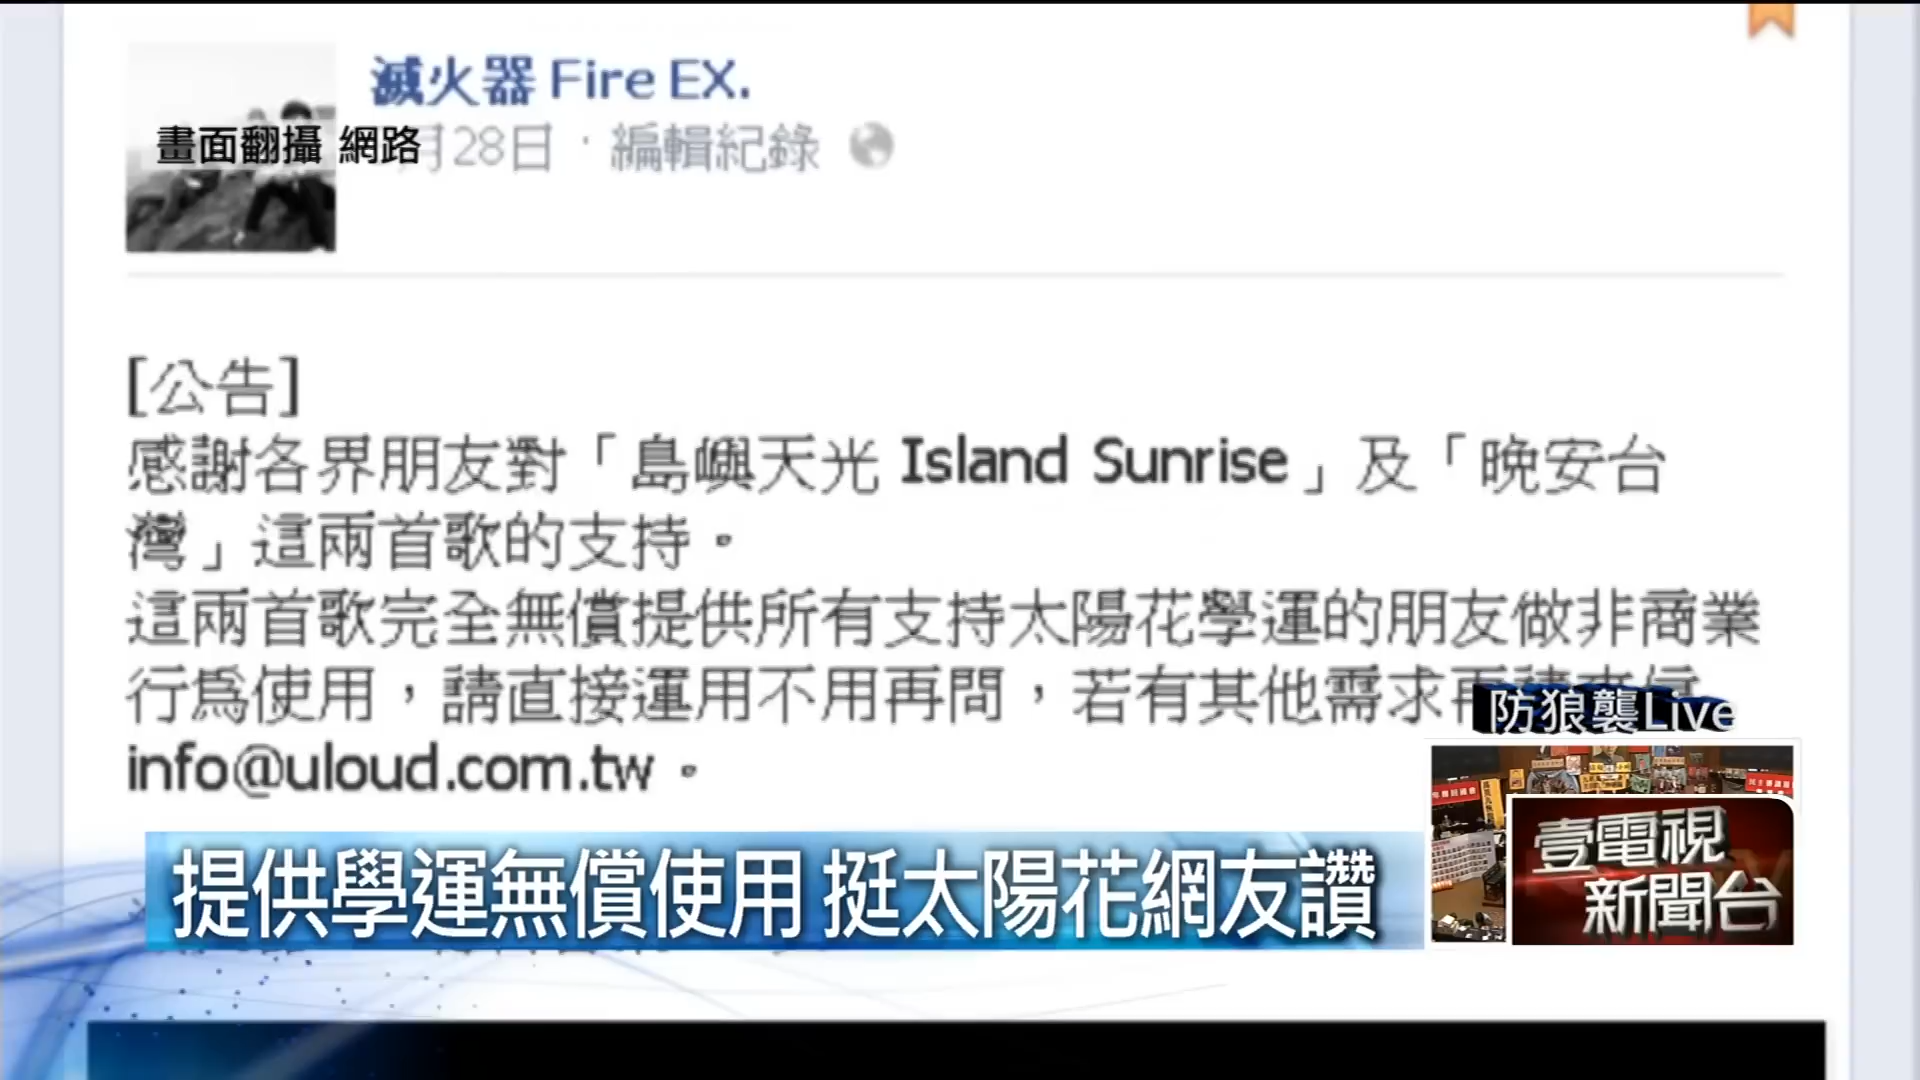 滅火器 Fire EX.
畫面翻攝 網路
月28日 · 編輯紀錄
[公告]
感謝各界朋友對「島嶼天光 Island Sunrise」及「晚安台
灣」這兩首歌的支持。
這兩首歌完全無償提供所有支持太陽花學運的朋友做非商業
行為使用，請直接運用不用再問，若有其他需求再請來信
info@uloud.com.tw。
防狼襲Live
提供學運無償使用 挺太陽花網友讚
壹電視
新聞台